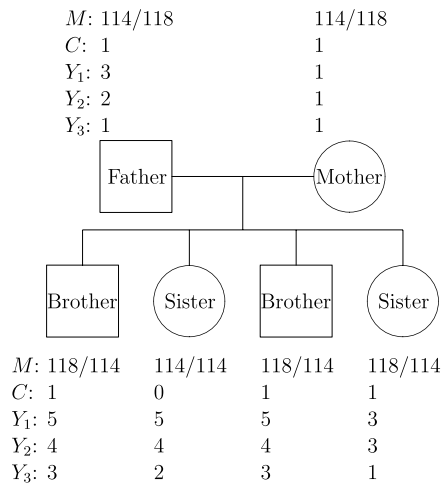 M: 114/118 114/118
C: 1 1
Y₁: 3 1
Y₂: 2 1
Y₃: 1 1
Father Mother
Brother Sister Brother Sister
M: 118/114 114/114 118/114 118/114
C: 1 0 1 1
Y₁: 5 5 5 3
Y₂: 4 4 4 3
Y₃: 3 2 3 1